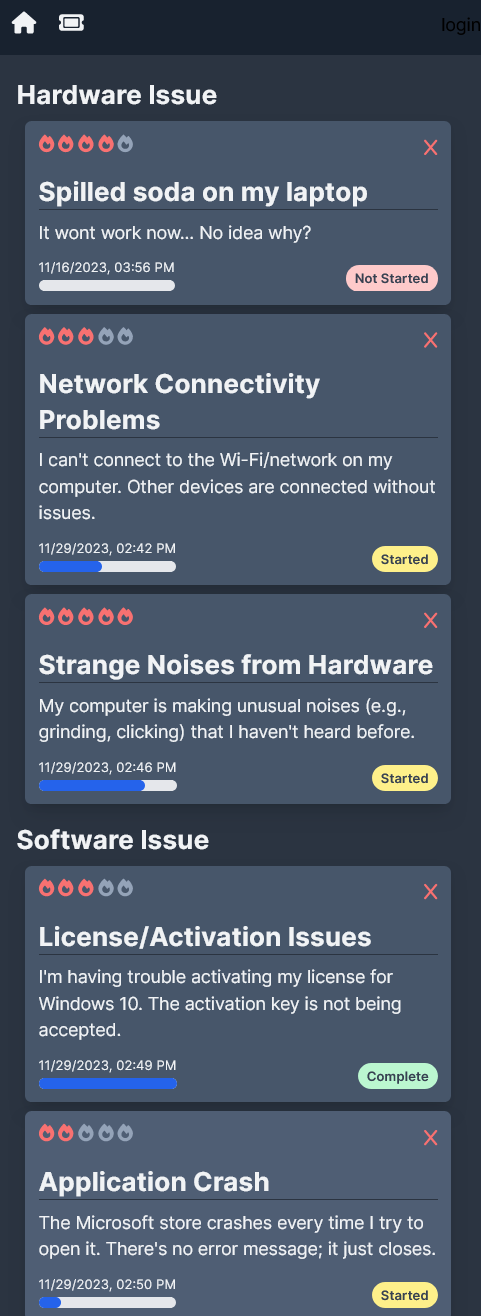 login
Hardware Issue
Spilled soda on my laptop
It wont work now... No idea why?
11/16/2023, 03:56 PM
Not Started
Network Connectivity
Problems
I can't connect to the Wi-Fi/network on my
computer. Other devices are connected without
issues.
11/29/2023, 02:42 PM
Started
Strange Noises from Hardware
My computer is making unusual noises (e.g.,
grinding, clicking) that I haven't heard before.
11/29/2023, 02:46 PM
Started
Software Issue
License/Activation Issues
I'm having trouble activating my license for
Windows 10. The activation key is not being
accepted.
11/29/2023, 02:49 PM
Complete
Application Crash
The Microsoft store crashes every time I try to
open it. There's no error message; it just closes.
11/29/2023, 02:50 PM
Started